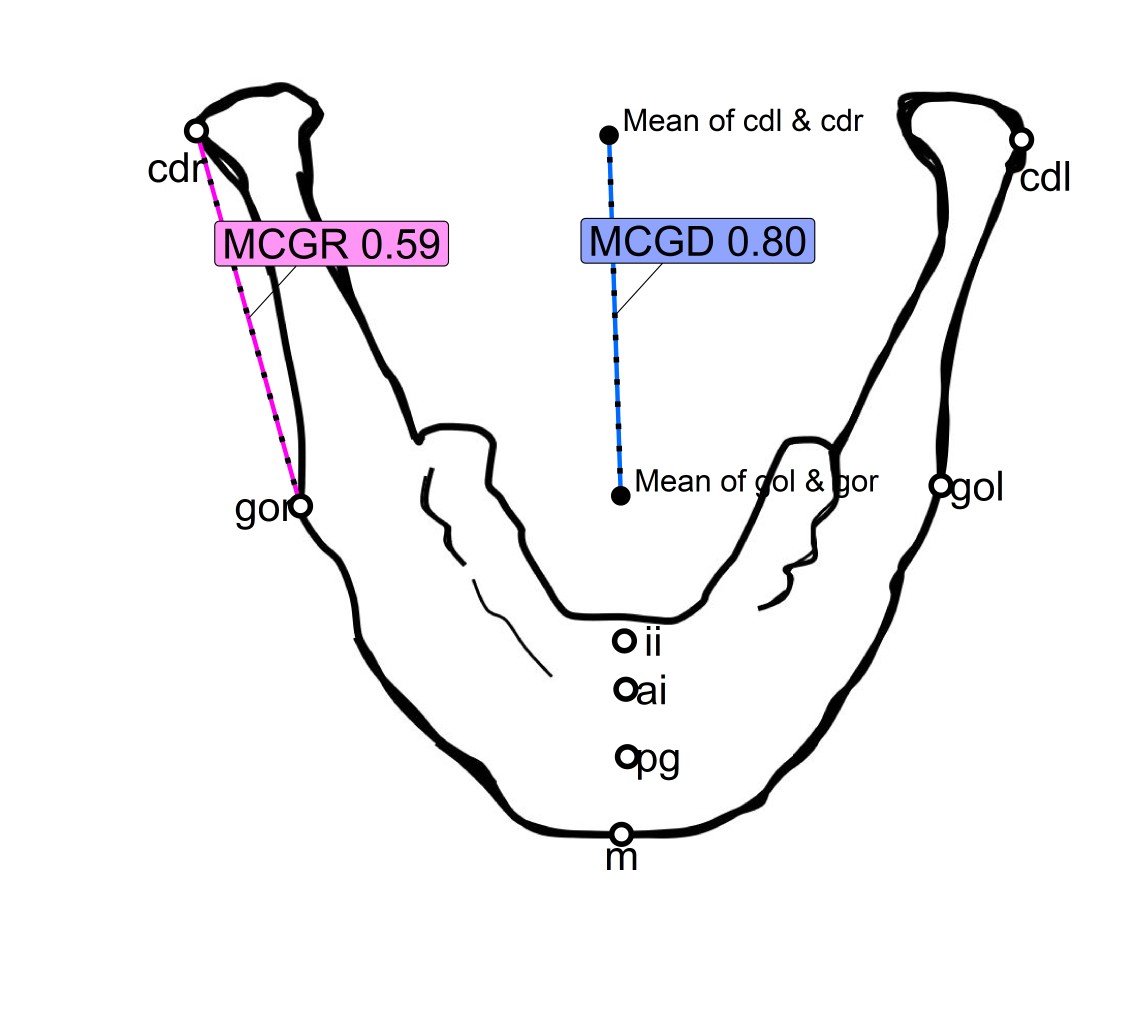 Mean of cdl & cdr
cdr
cdl
MCGR 0.59
MCGD 0.80
Mean of gol & gor
gol
gor
ii
ai
pg
m